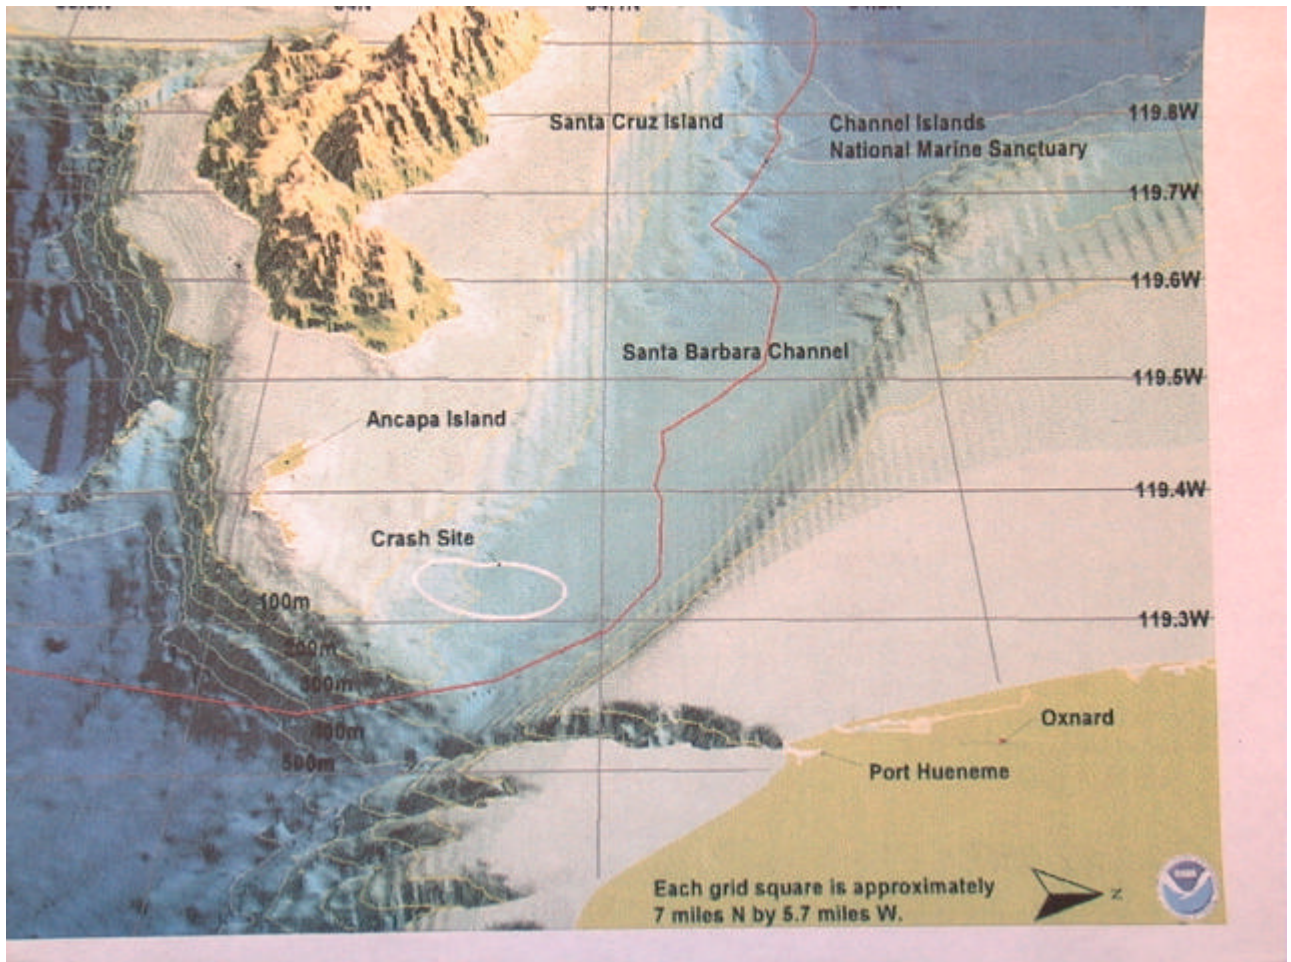 Santa Cruz Island
Channel Islands
National Marine Sanctuary
119.8W
119.7W
119.6W
Santa Barbara Channel
119.5W
Ancapa Island
119.4W
Crash Site
100m
119.3W
200m
300m
400m
500m
Oxnard
Port Hueneme
Each grid square is approximately
7 miles N by 5.7 miles W.
N